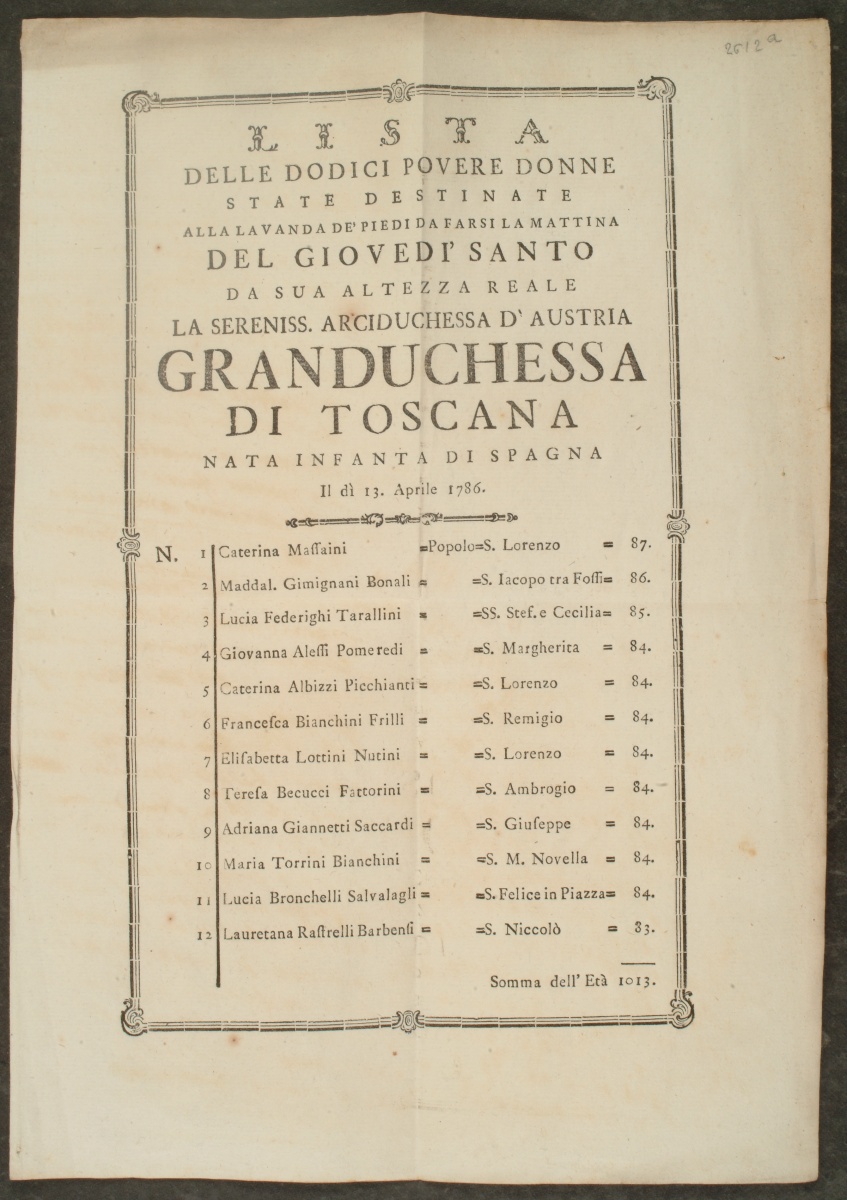 2612ª
LISTA
DELLE DODICI POVERE DONNE
STATE DESTINATE
ALLA LAVANDA DE' PIEDI DA FARSI LA MATTINA
DEL GIOVEDI' SANTO
DA SUA ALTEZZA REALE
LA SERENISS. ARCIDUCHESSA D' AUSTRIA
GRANDUCHESSA
DI TOSCANA
NATA INFANTA DI SPAGNA
Il dì 13. Aprile 1786.
N. 1 Caterina Maſſaini =Popolo=S. Lorenzo = 87.
2 Maddal. Gimignani Bonali = =S. Iacopo tra Foſſi= 86.
3 Lucia Federighi Tarallini = =SS. Stef. e Cecilia= 85.
4 Giovanna Aleſſi Pomeredi = =S. Margherita = 84.
5 Caterina Albizzi Picchianti = =S. Lorenzo = 84.
6 Franceſca Bianchini Frilli = =S. Remigio = 84.
7 Eliſabetta Lottini Nutini = =S. Lorenzo = 84.
8 Tereſa Becucci Fattorini = =S. Ambrogio = 84.
9 Adriana Giannetti Saccardi = =S. Giuſeppe = 84.
10 Maria Torrini Bianchini = =S. M. Novella = 84.
11 Lucia Bronchelli Salvalagli = =S. Felice in Piazza= 84.
12 Lauretana Raſtrelli Barbenſi = =S. Niccolò = 83.
Somma dell' Età 1013.